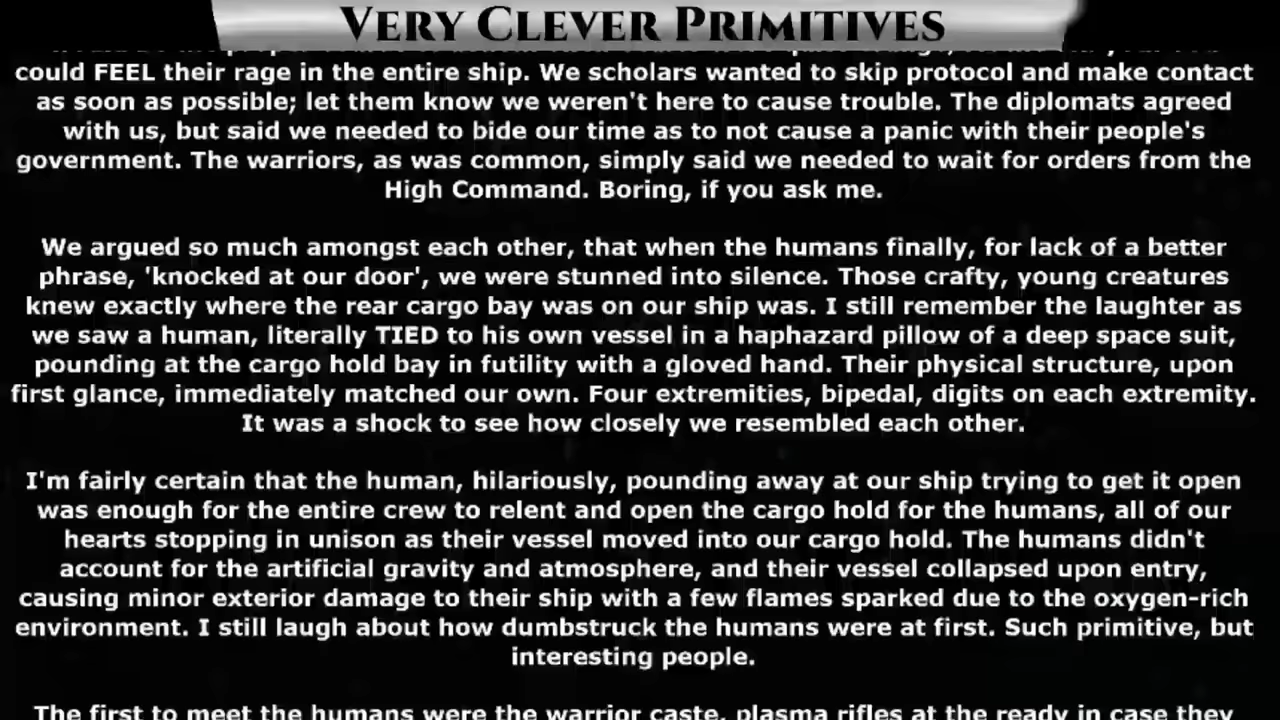 VERY CLEVER PRIMITIVES
could FEEL their rage in the entire ship. We scholars wanted to skip protocol and make contact
as soon as possible; let them know we weren't here to cause trouble. The diplomats agreed
with us, but said we needed to bide our time as to not cause a panic with their people's
government. The warriors, as was common, simply said we needed to wait for orders from the
High Command. Boring, if you ask me.
We argued so much amongst each other, that when the humans finally, for lack of a better
phrase, 'knocked at our door', we were stunned into silence. Those crafty, young creatures
knew exactly where the rear cargo bay was on our ship was. I still remember the laughter as
we saw a human, literally TIED to his own vessel in a haphazard pillow of a deep space suit,
pounding at the cargo hold bay in futility with a gloved hand. Their physical structure, upon
first glance, immediately matched our own. Four extremities, bipedal, digits on each extremity.
It was a shock to see how closely we resembled each other.
I'm fairly certain that the human, hilariously, pounding away at our ship trying to get it open
was enough for the entire crew to relent and open the cargo hold for the humans, all of our
hearts stopping in unison as their vessel moved into our cargo hold. The humans didn't
account for the artificial gravity and atmosphere, and their vessel collapsed upon entry,
causing minor exterior damage to their ship with a few flames sparked due to the oxygen-rich
environment. I still laugh about how dumbstruck the humans were at first. Such primitive, but
interesting people.
The first to meet the humans were the warrior caste, plasma rifles at the ready in case they